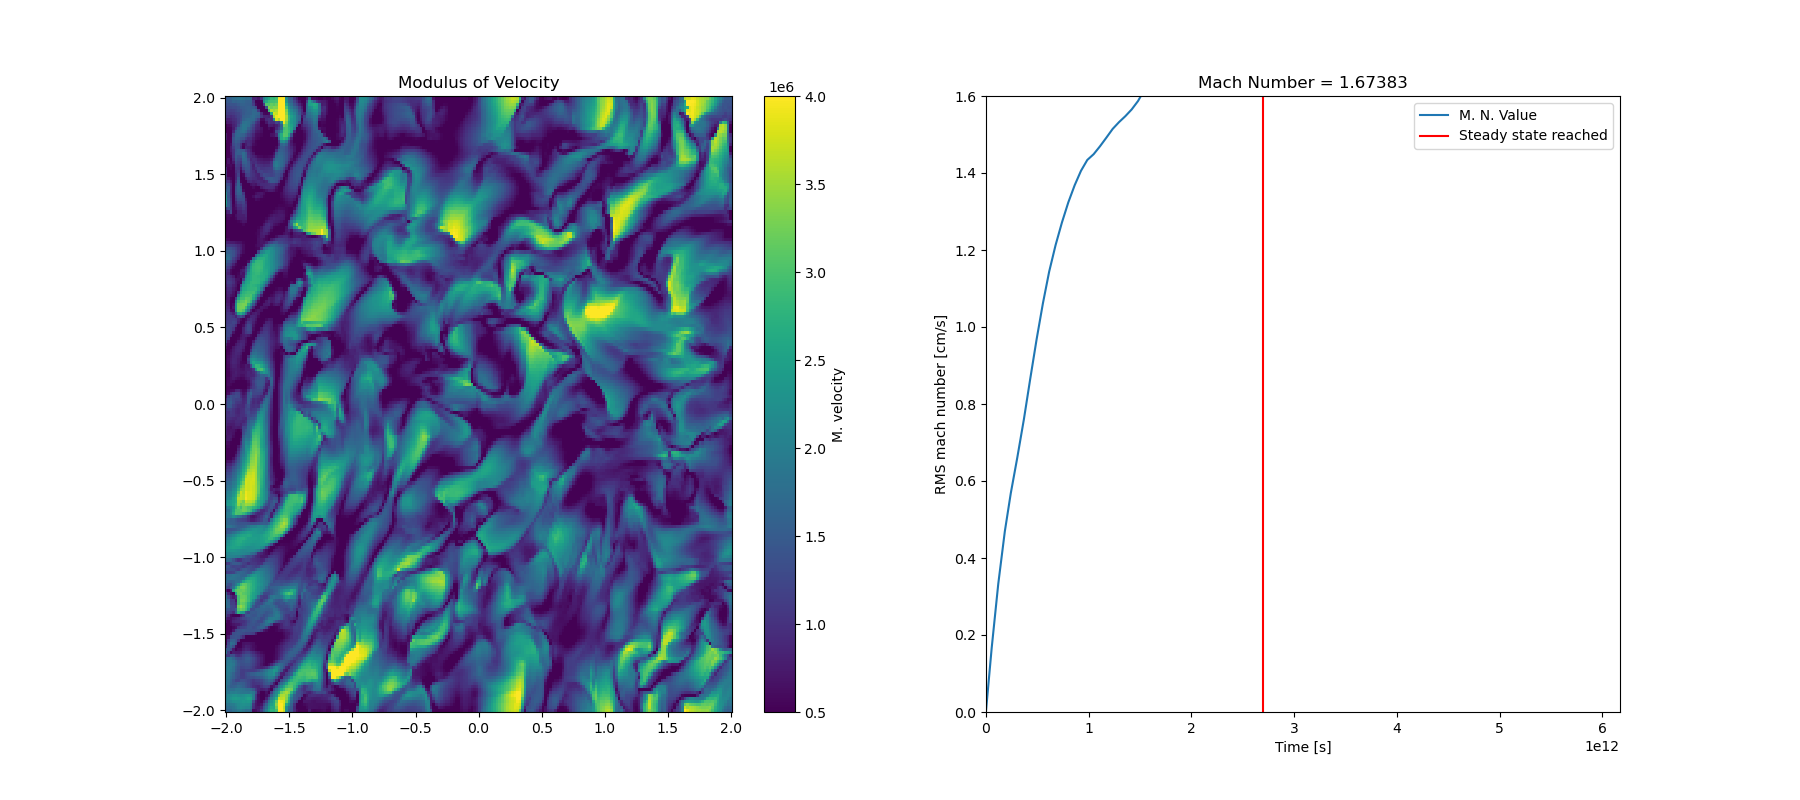 Modulus of Velocity
1e6
2.0
1.5
1.0
0.5
0.0
−0.5
−1.0
−1.5
−2.0
−2.0 −1.5 −1.0 −0.5 0.0 0.5 1.0 1.5 2.0
4.0
3.5
3.0
2.5
2.0
1.5
1.0
0.5
M. velocity
Mach Number = 1.67383
M. N. Value
Steady state reached
RMS mach number [cm/s]
1.6
1.4
1.2
1.0
0.8
0.6
0.4
0.2
0.0
0 1 2 3 4 5 6
Time [s]
1e12